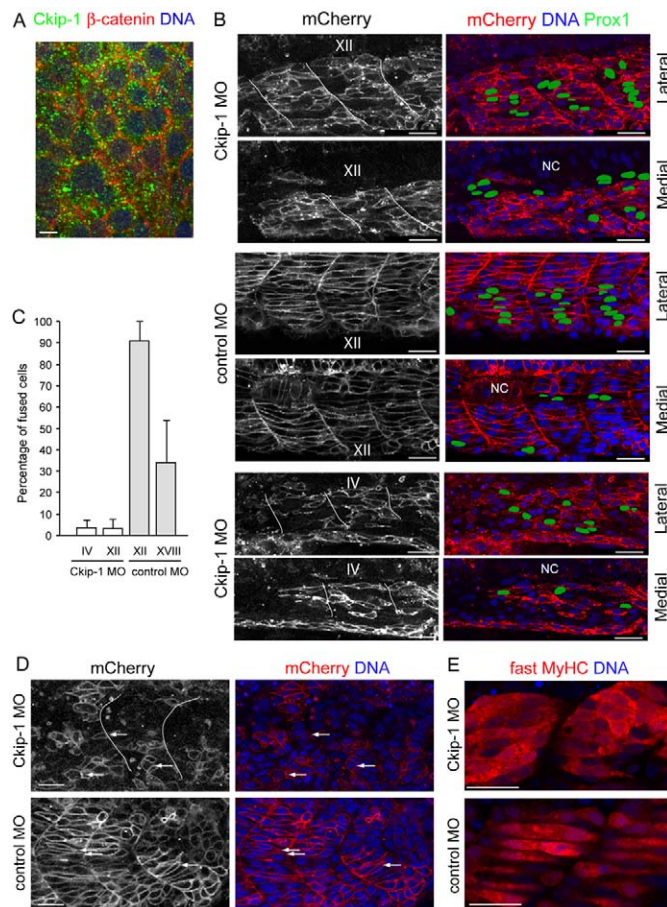 A
Ckip-1 β-catenin DNA
B
mCherry
mCherry DNA Prox1
Ckip-1 MO
XII
Lateral
XII
NC
Medial
control MO
XII
Lateral
XII
NC
Medial
Ckip-1 MO
IV
Lateral
IV
NC
Medial
C
Percentage of fused cells
100
90
80
70
60
50
40
30
20
10
0
IV XII XII XVIII
Ckip-1 MO control MO
D
mCherry
mCherry DNA
Ckip-1 MO
control MO
E
fast MyHC DNA
Ckip-1 MO
control MO